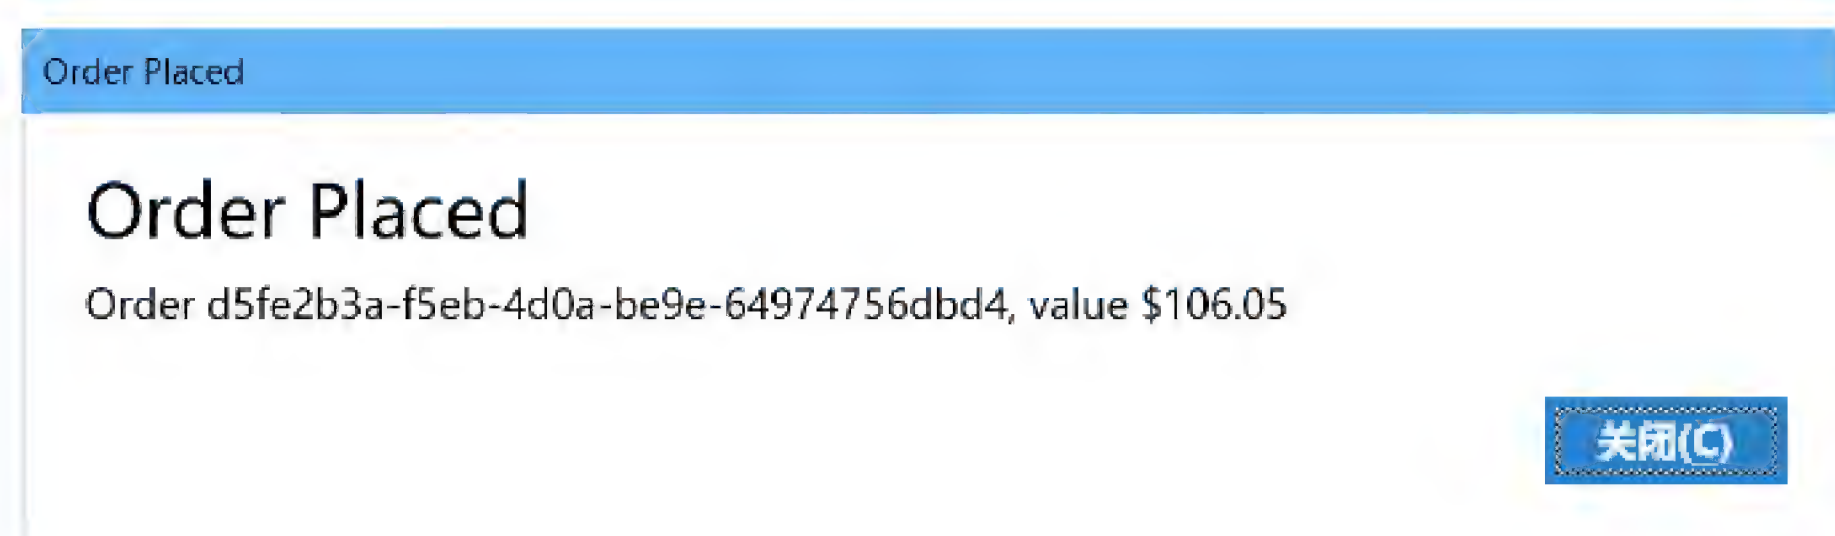 Order Placed
Order Placed
Order d5fe2b3a-f5eb-4d0a-be9e-64974756dbd4, value $106.05
关闭(C)